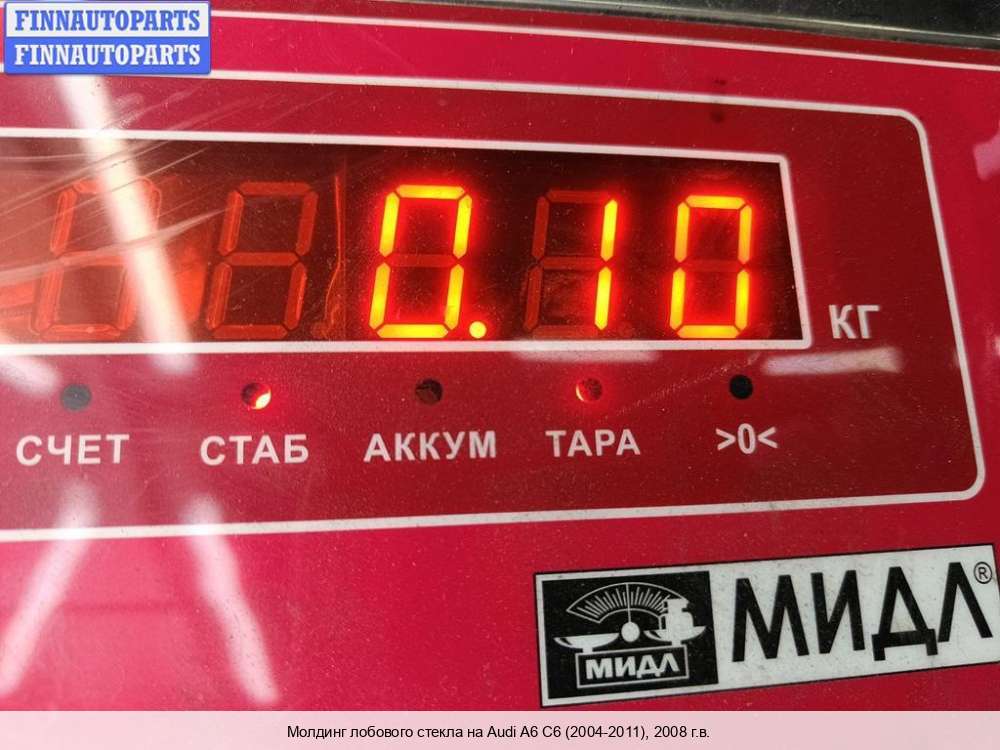 FINNAUTOPARTS
FINNAUTOPARTS
0.10
КГ
СЧЕТ СТАБ АККУМ ТАРА >0<
МИДЛ МИДЛ®
Молдинг лобового стекла на Audi A6 C6 (2004-2011), 2008 г.в.